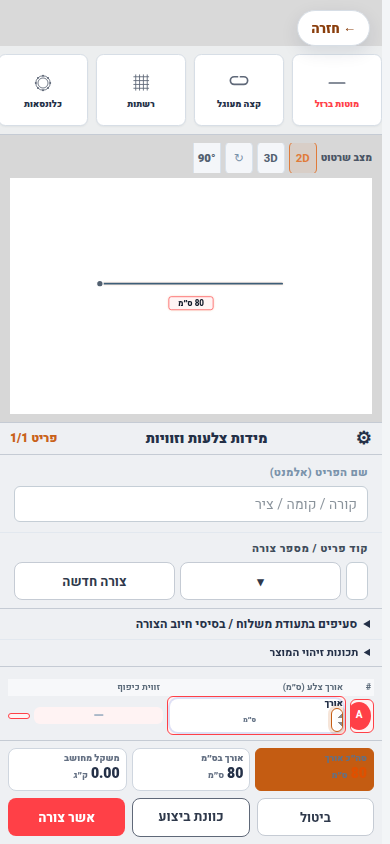 ← חזרה
מוטות ברזל
קצה מעוגל
רשתות
כלונסאות
מצב שרטוט
2D
3D
↻
90°
80 ס"מ
מידות צלעות וזוויות
פריט 1/1
שם הפריט (אלמנט)
קורה / קומה / ציר
קוד פריט / מספר צורה
▼
צורה חדשה
◀ סעיפים בתעודת משלוח / בסיסי חיוב הצורה
◀ תכונות זיהוי המוצר
# אורך צלע (ס"מ) זווית כיפוף
A
אורך
ס"מ
—
אורך בס"מ
80 ס"מ
משקל מחושב
0.00 ק"ג
ביטול
כוונת ביצוע
אשר צורה